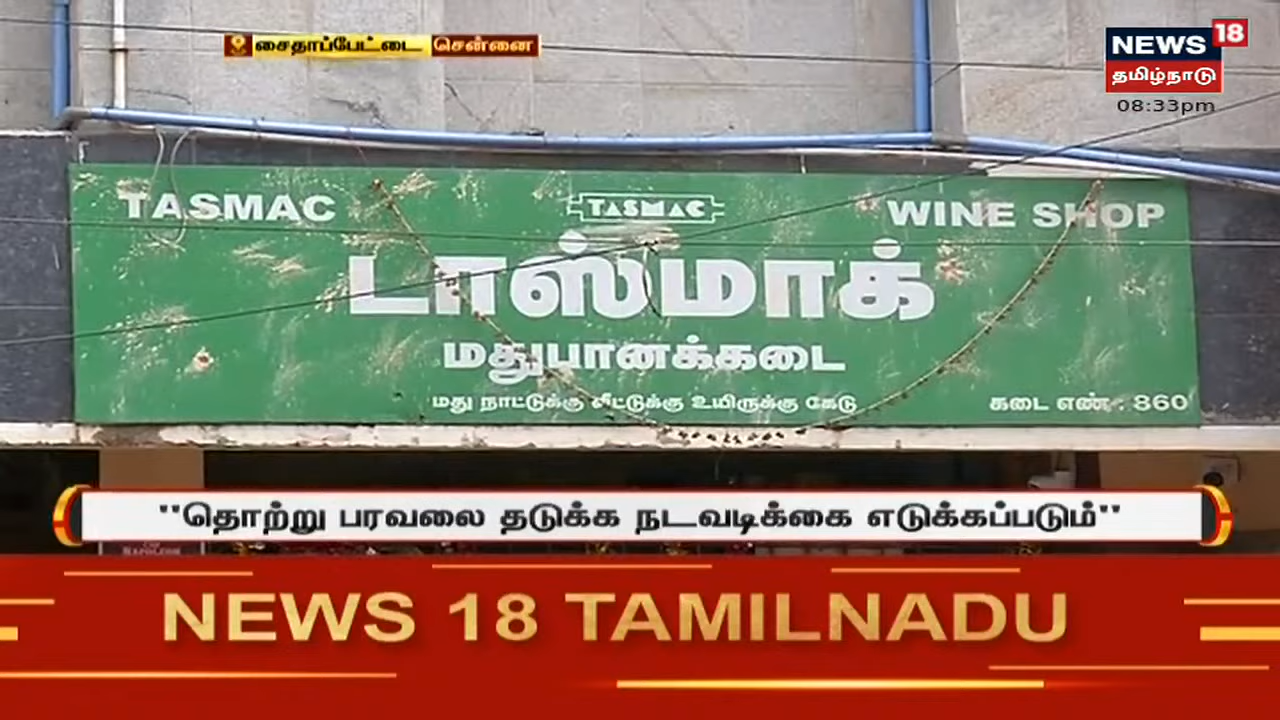 சைதாப்பேட்டை சென்னை
NEWS 18
தமிழ்நாடு
08:33pm
TASMAC TASMAC WINE SHOP
டாஸ்மாக்
மதுபானக்கடை
மது நாட்டுக்கு வீட்டுக்கு உயிருக்கு கேடு
கடை எண் : 860
"தொற்று பரவலை தடுக்க நடவடிக்கை எடுக்கப்படும்"
NEWS 18 TAMILNADU